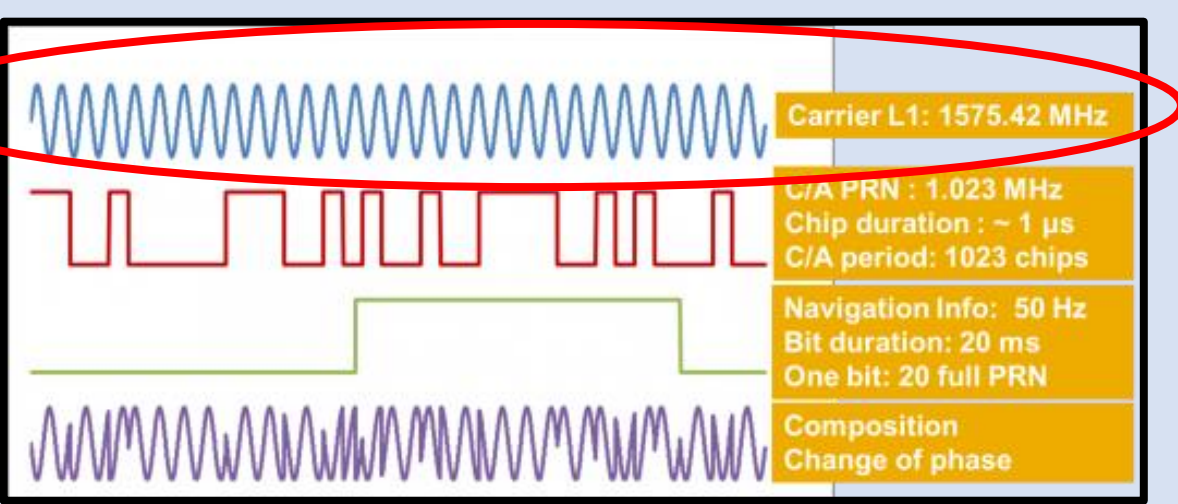 Carrier L1: 1575.42 MHz
C/A PRN : 1.023 MHz
Chip duration : ~ 1 µs
C/A period: 1023 chips
Navigation Info: 50 Hz
Bit duration: 20 ms
One bit: 20 full PRN
Composition
Change of phase